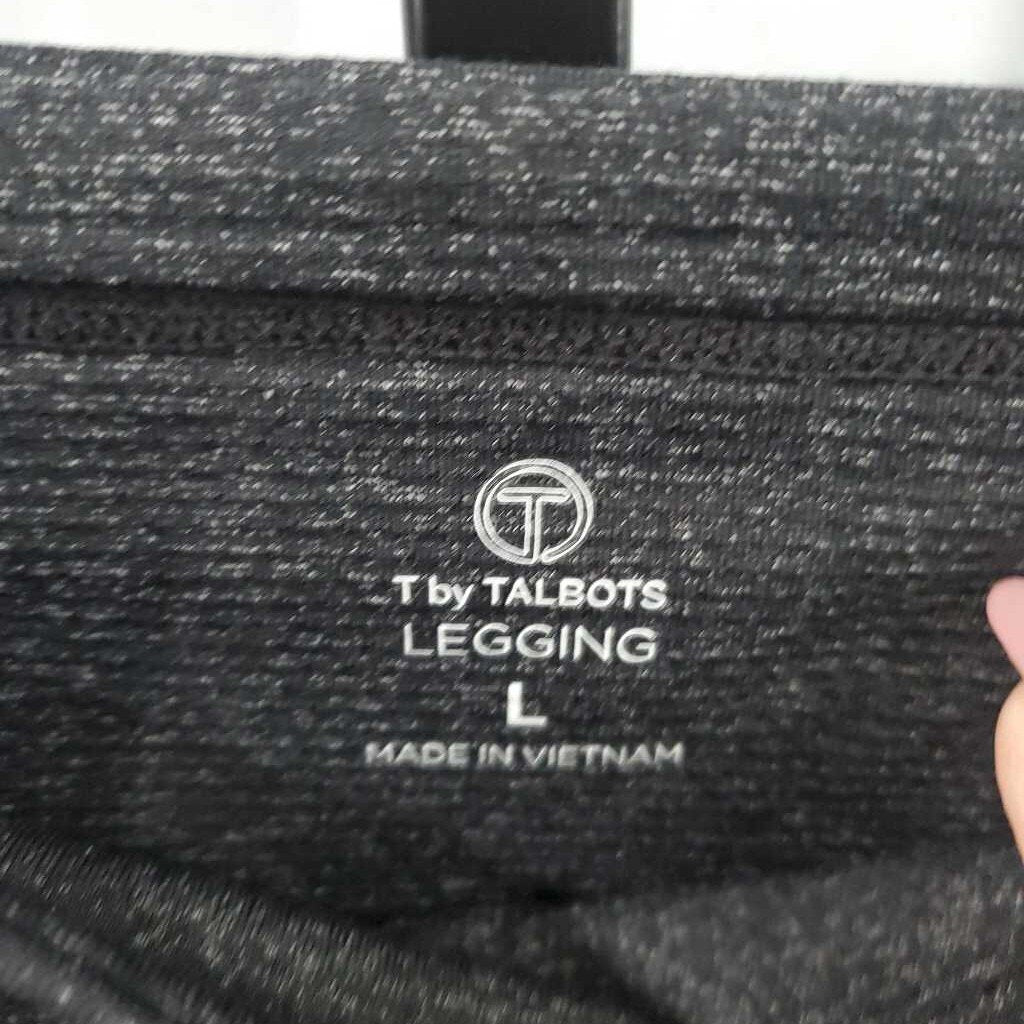 T
T by TALBOTS
LEGGING
L
MADE IN VIETNAM